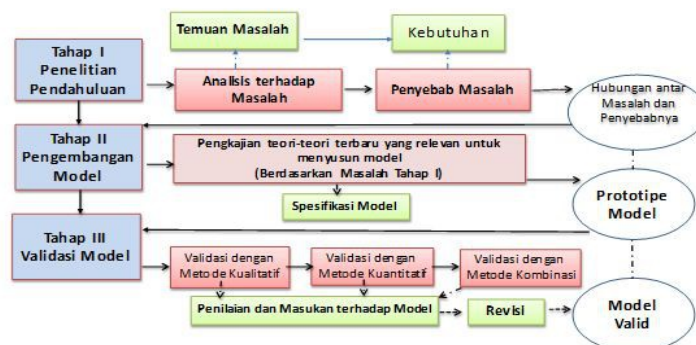 Temuan Masalah
Kebutuhan
Tahap I
Penelitian
Pendahuluan
Analisis terhadap
Masalah
Penyebab Masalah
Hubungan antar
Masalah dan
Penyebabnya
Tahap II
Pengembangan
Model
Pengkajian teori-teori terbaru yang relevan untuk
menyusun model
(Berdasarkan Masalah Tahap I)
Spesifikasi Model
Prototipe
Model
Tahap III
Validasi Model
Validasi dengan
Metode Kualitatif
Validasi dengan
Metode Kuantitatif
Validasi dengan
Metode Kombinasi
Penilaian dan Masukan terhadap Model
Revisi
Model
Valid